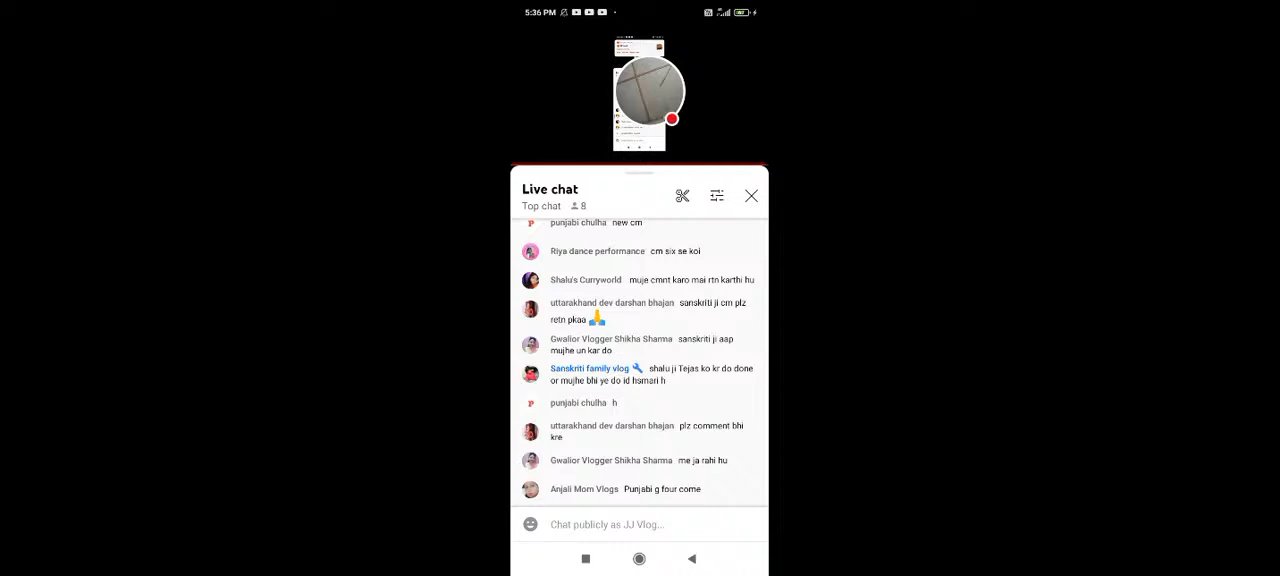 5:36 PM
Live chat
Top chat 8
punjabi chulha new cm
Riya dance performance cm six se koi
Shalu's Curryworld muje cmnt karo mai rtn karthi hu
uttarakhand dev darshan bhajan sanskriti ji cm plz
retn pkaa 🙏
Gwalior Vlogger Shikha Sharma sanskriti ji aap
mujhe un kar do
Sanskriti family vlog shalu ji Tejas ko kr do done
or mujhe bhi ye do id hsmari h
punjabi chulha h
uttarakhand dev darshan bhajan plz comment bhi
kre
Gwalior Vlogger Shikha Sharma me ja rahi hu
Anjali Mom Vlogs Punjabi g four come
Chat publicly as JJ Vlog...